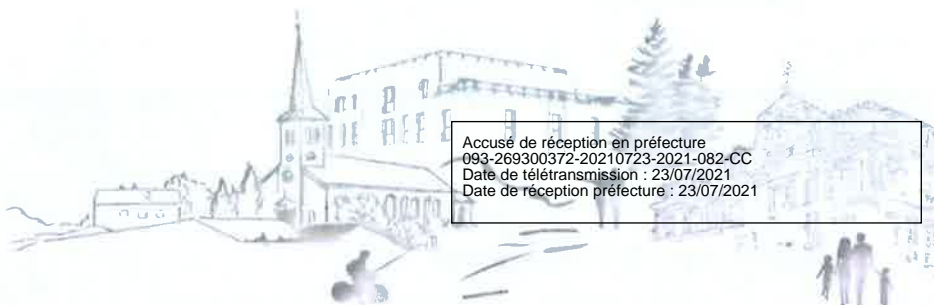 Accusé de réception en préfecture
093-269300372-20210723-2021-082-CC
Date de télétransmission : 23/07/2021
Date de réception préfecture : 23/07/2021